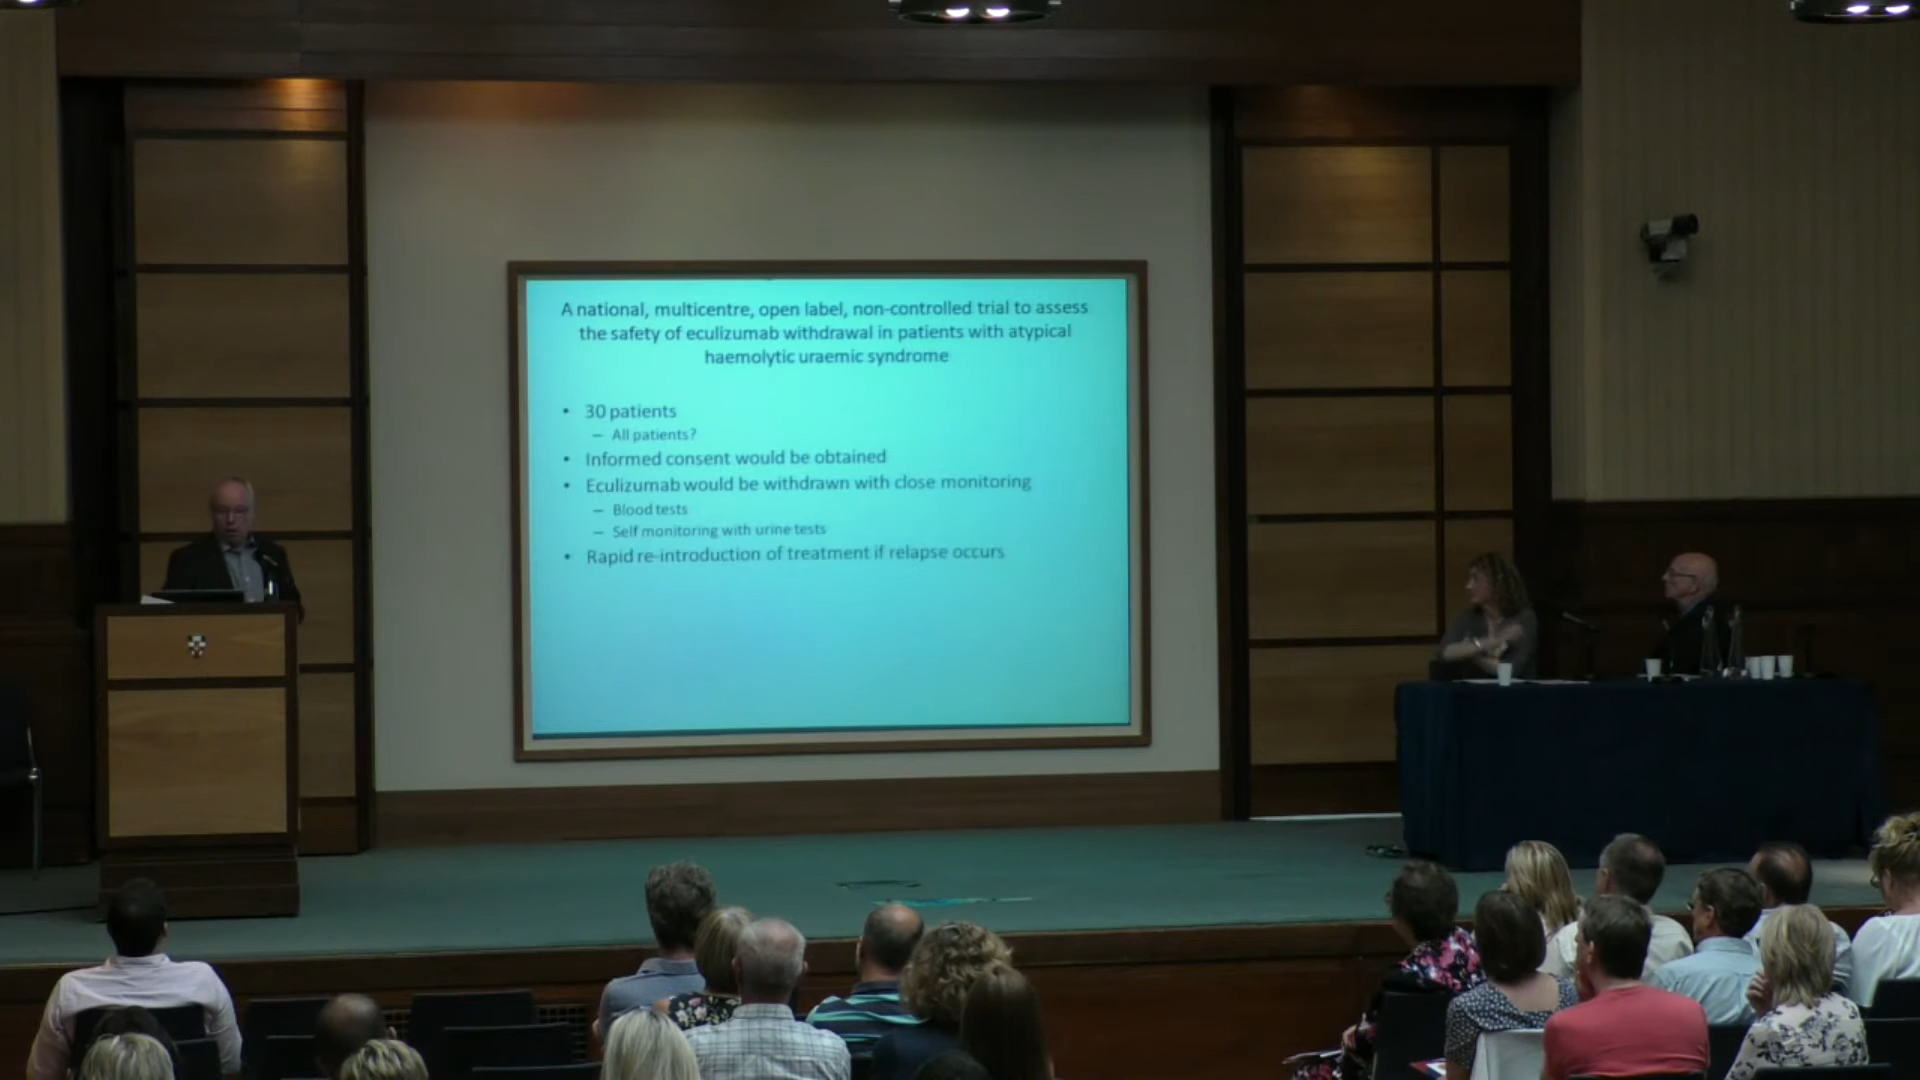 A national, multicentre, open label, non-controlled trial to assess
the safety of eculizumab withdrawal in patients with atypical
haemolytic uraemic syndrome
• 30 patients
– All patients?
• Informed consent would be obtained
• Eculizumab would be withdrawn with close monitoring
– Blood tests
– Self monitoring with urine tests
• Rapid re-introduction of treatment if relapse occurs